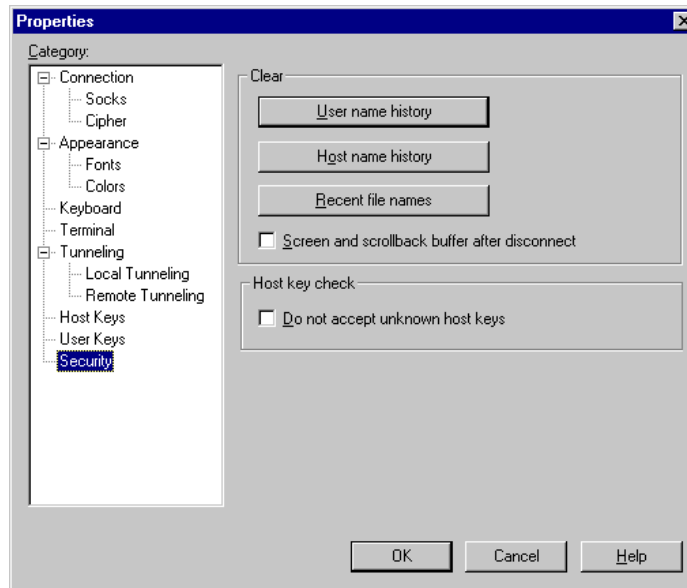 Properties
Category:
Connection
Socks
Cipher
Appearance
Fonts
Colors
Keyboard
Terminal
Tunneling
Local Tunneling
Remote Tunneling
Host Keys
User Keys
Security
Clear
User name history
Host name history
Recent file names
Screen and scrollback buffer after disconnect
Host key check
Do not accept unknown host keys
OK
Cancel
Help